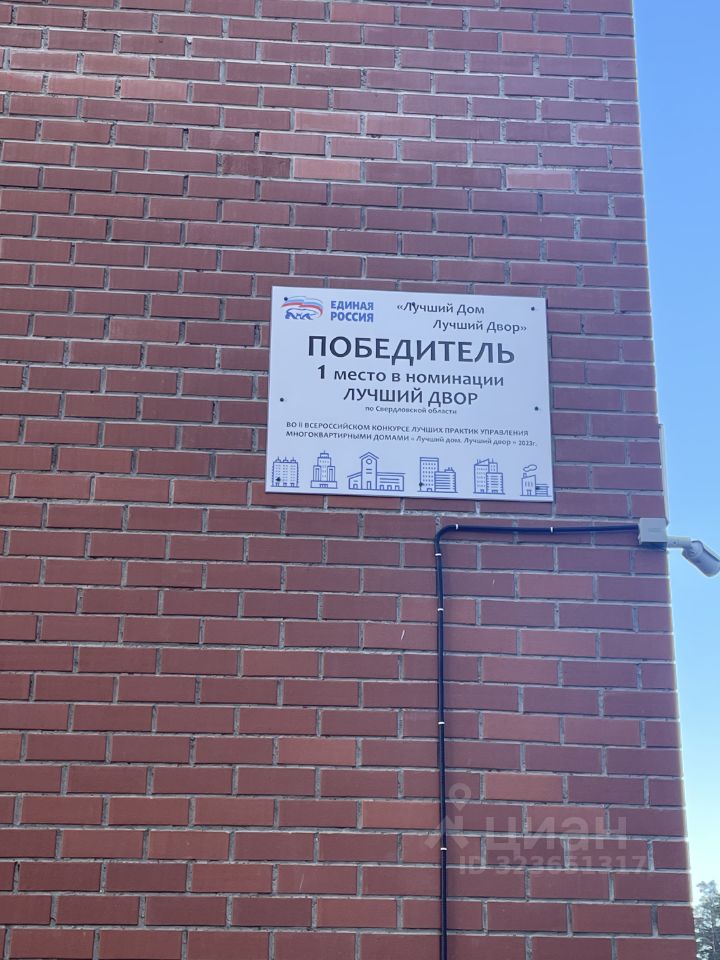 ЕДИНАЯ
РОССИЯ
«Лучший Дом
Лучший Двор»
ПОБЕДИТЕЛЬ
1 место в номинации
ЛУЧШИЙ ДВОР
по Свердловской области
ВО II ВСЕРОССИЙСКОМ КОНКУРСЕ ЛУЧШИХ ПРАКТИК УПРАВЛЕНИЯ
МНОГОКВАРТИРНЫМИ ДОМАМИ « Лучший дом. Лучший двор » 2023г.
циан
ID 323651317